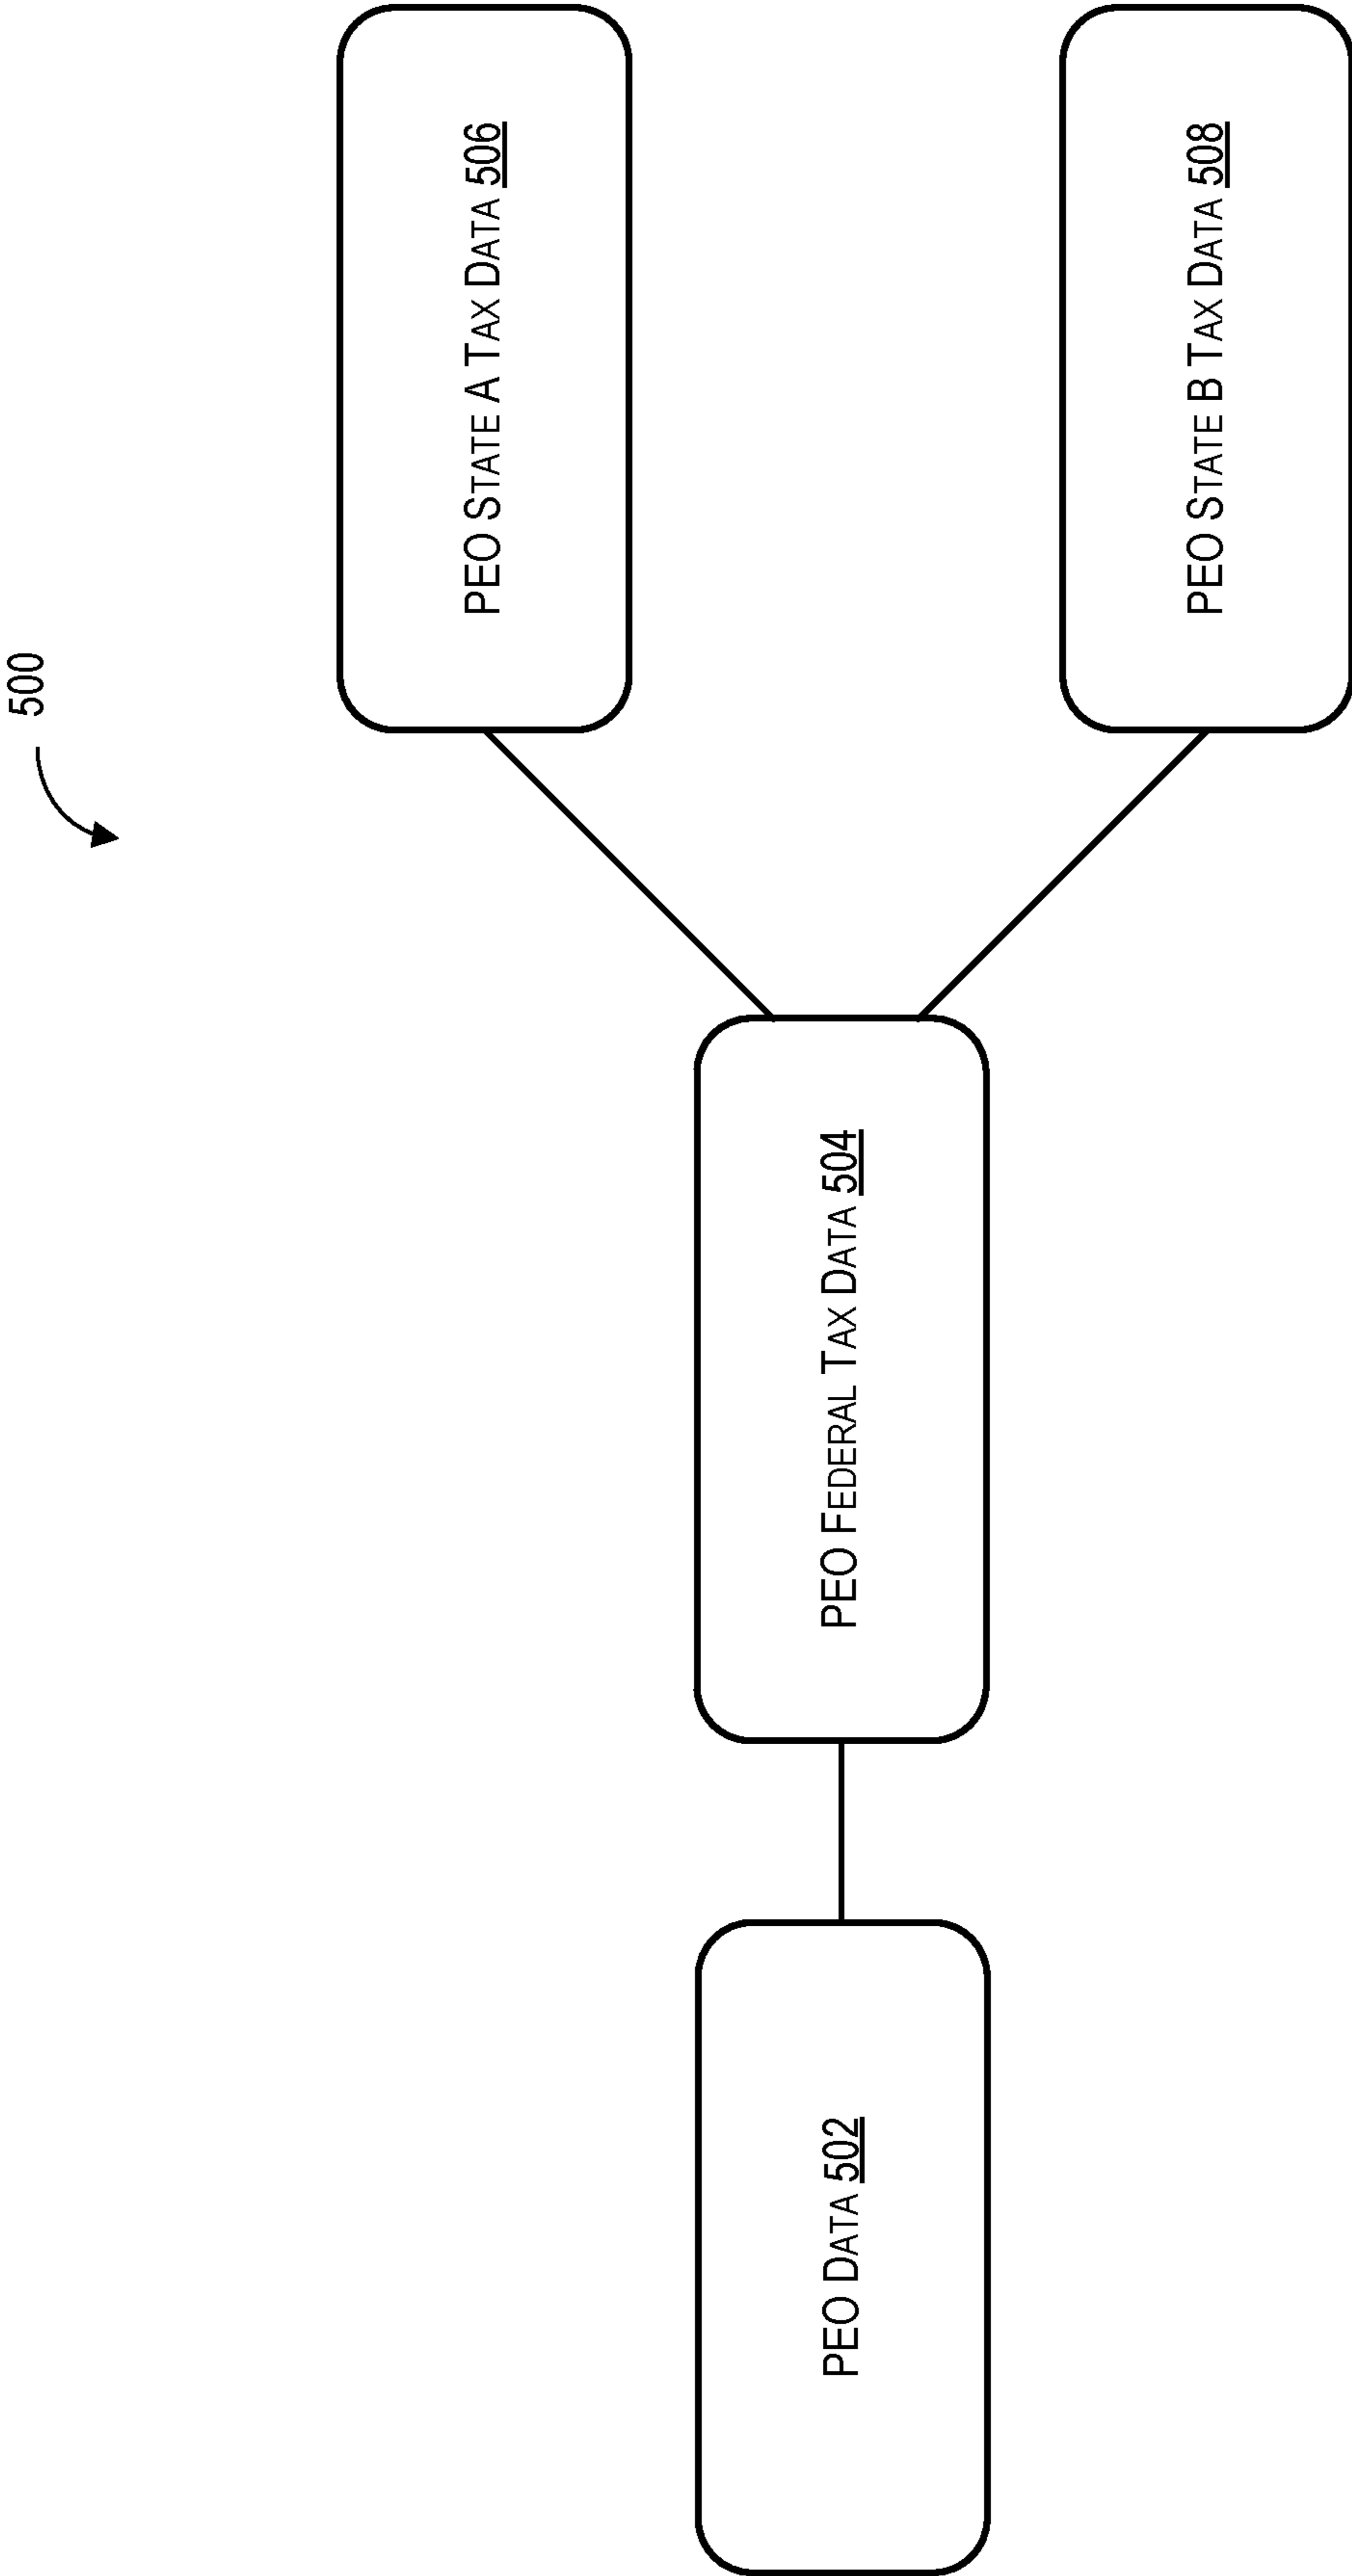 500
PEO DATA 502
PEO FEDERAL TAX DATA 504
PEO STATE A TAX DATA 506
PEO STATE B TAX DATA 508